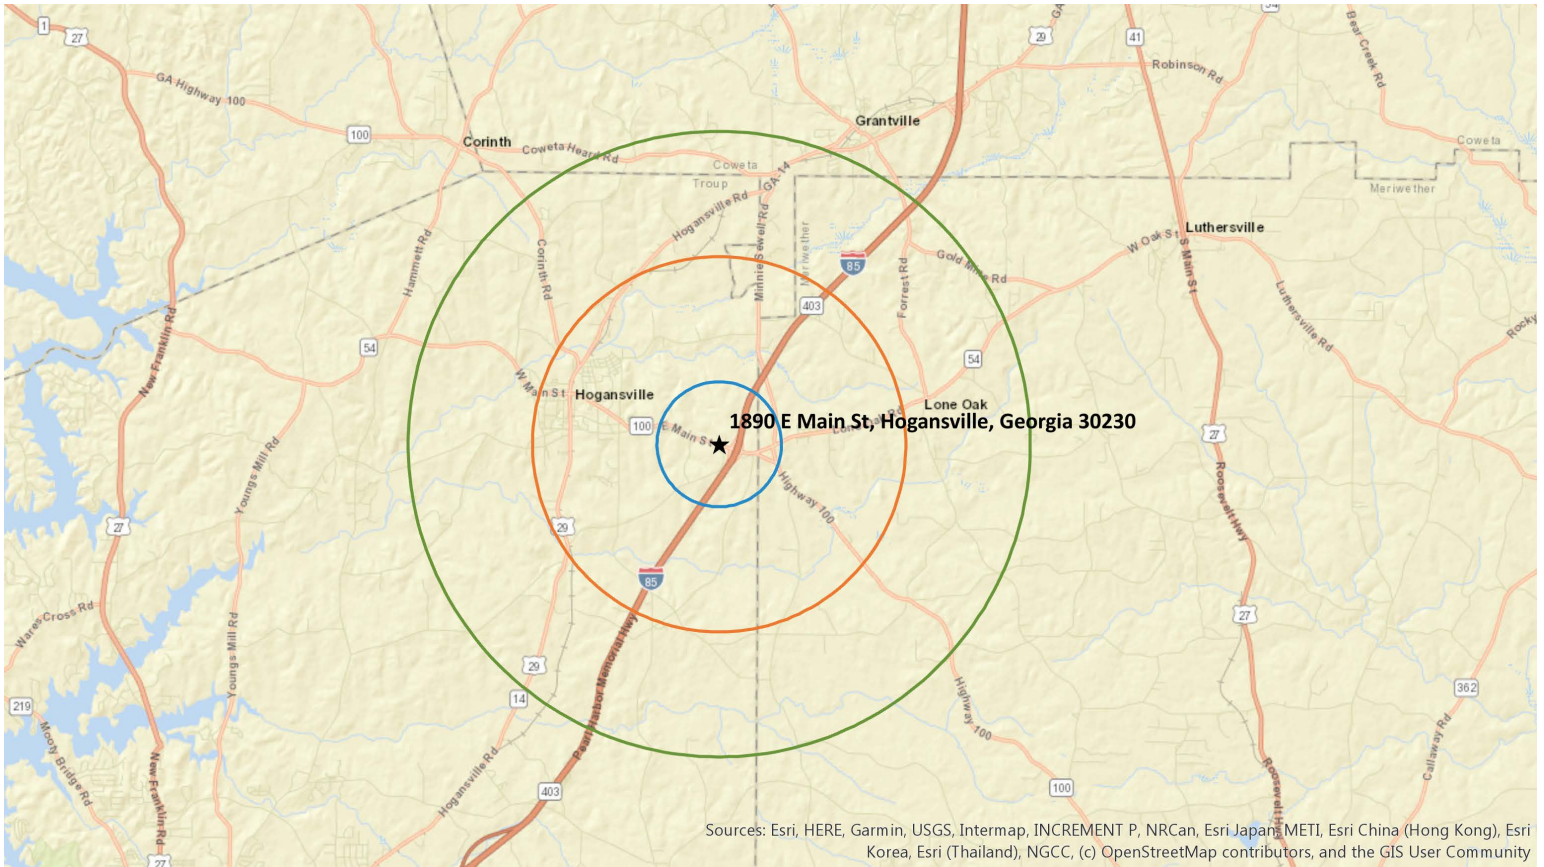 1
27
GA Highway 100
100
Corinth
Coweta Heard Rd
Grantville
29
41
Robinson Rd
Bear Creek Rd
54
Coweta
Troup
GA-14
Hogansville Rd
Minnie Sewell Rd
Meriwether
85
403
Forrest Rd
Gold Mine Rd
W Oak St
S Main St
Luthersville
Luthersville Rd
Rocky
Coweta
Meriwether
Hammett Rd
Corinth Rd
New Franklin Rd
54
54
W Main St
Hogansville
100
E Main St
Lone Oak
Lone Oak Rd
1890 E Main St, Hogansville, Georgia 30230
27
Youngs Mill Rd
27
29
Highway 100
Roosevelt Hwy
85
Wares Cross Rd
Youngs Mill Rd
Pearl Harbor Memorial Hwy
27
29
14
219
Mooty Bridge Rd
New Franklin Rd
Hogansville Rd
403
Highway 100
100
362
Callaway Rd
Roosevelt Hwy
27
Sources: Esri, HERE, Garmin, USGS, Intermap, INCREMENT P, NRCan, Esri Japan, METI, Esri China (Hong Kong), Esri
Korea, Esri (Thailand), NGCC, (c) OpenStreetMap contributors, and the GIS User Community